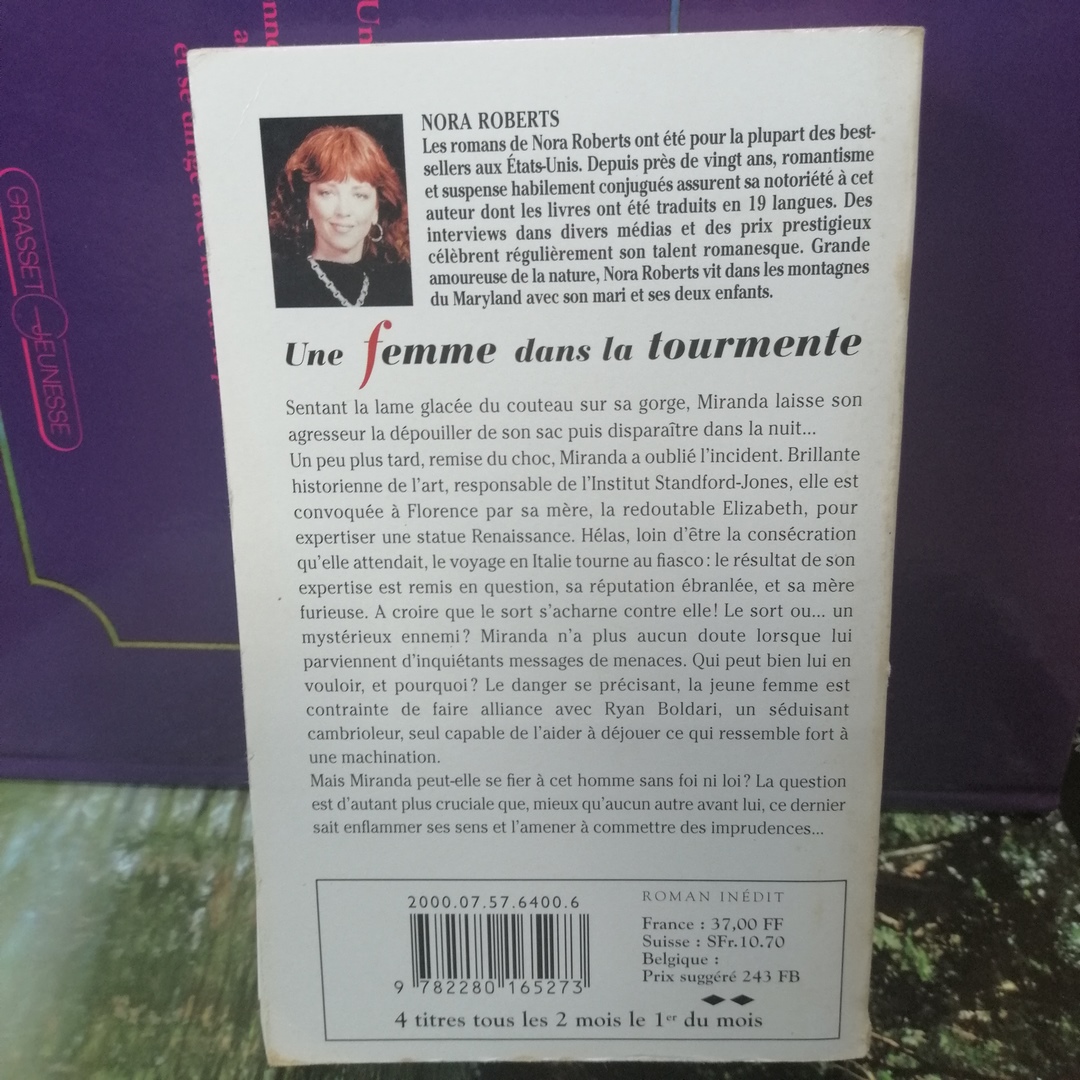 NORA ROBERTS
Les romans de Nora Roberts ont été pour la plupart des best-
sellers aux États-Unis. Depuis près de vingt ans, romantisme
et suspense habilement conjugués assurent sa notoriété à cet
auteur dont les livres ont été traduits en 19 langues. Des
interviews dans divers médias et des prix prestigieux
célèbrent régulièrement son talent romanesque. Grande
amoureuse de la nature, Nora Roberts vit dans les montagnes
du Maryland avec son mari et ses deux enfants.
Une femme dans la tourmente
Sentant la lame glacée du couteau sur sa gorge, Miranda laisse son
agresseur la dépouiller de son sac puis disparaître dans la nuit...
Un peu plus tard, remise du choc, Miranda a oublié l'incident. Brillante
historienne de l'art, responsable de l'Institut Standford-Jones, elle est
convoquée à Florence par sa mère, la redoutable Elizabeth, pour
expertiser une statue Renaissance. Hélas, loin d'être la consécration
qu'elle attendait, le voyage en Italie tourne au fiasco : le résultat de son
expertise est remis en question, sa réputation ébranlée, et sa mère
furieuse. A croire que le sort s'acharne contre elle! Le sort ou... un
mystérieux ennemi? Miranda n'a plus aucun doute lorsque lui
parviennent d'inquiétants messages de menaces. Qui peut bien lui en
vouloir, et pourquoi? Le danger se précisant, la jeune femme est
contrainte de faire alliance avec Ryan Boldari, un séduisant
cambrioleur, seul capable de l'aider à déjouer ce qui ressemble fort à
une machination.
Mais Miranda peut-elle se fier à cet homme sans foi ni loi? La question
est d'autant plus cruciale que, mieux qu'aucun autre avant lui, ce dernier
sait enflammer ses sens et l'amener à commettre des imprudences...
2000.07.57.6400.6
9 782280 165273
ROMAN INÉDIT
France : 37,00 FF
Suisse : SFr.10.70
Belgique :
Prix suggéré 243 FB
4 titres tous les 2 mois le 1er du mois
GRASSET JEUNESSE